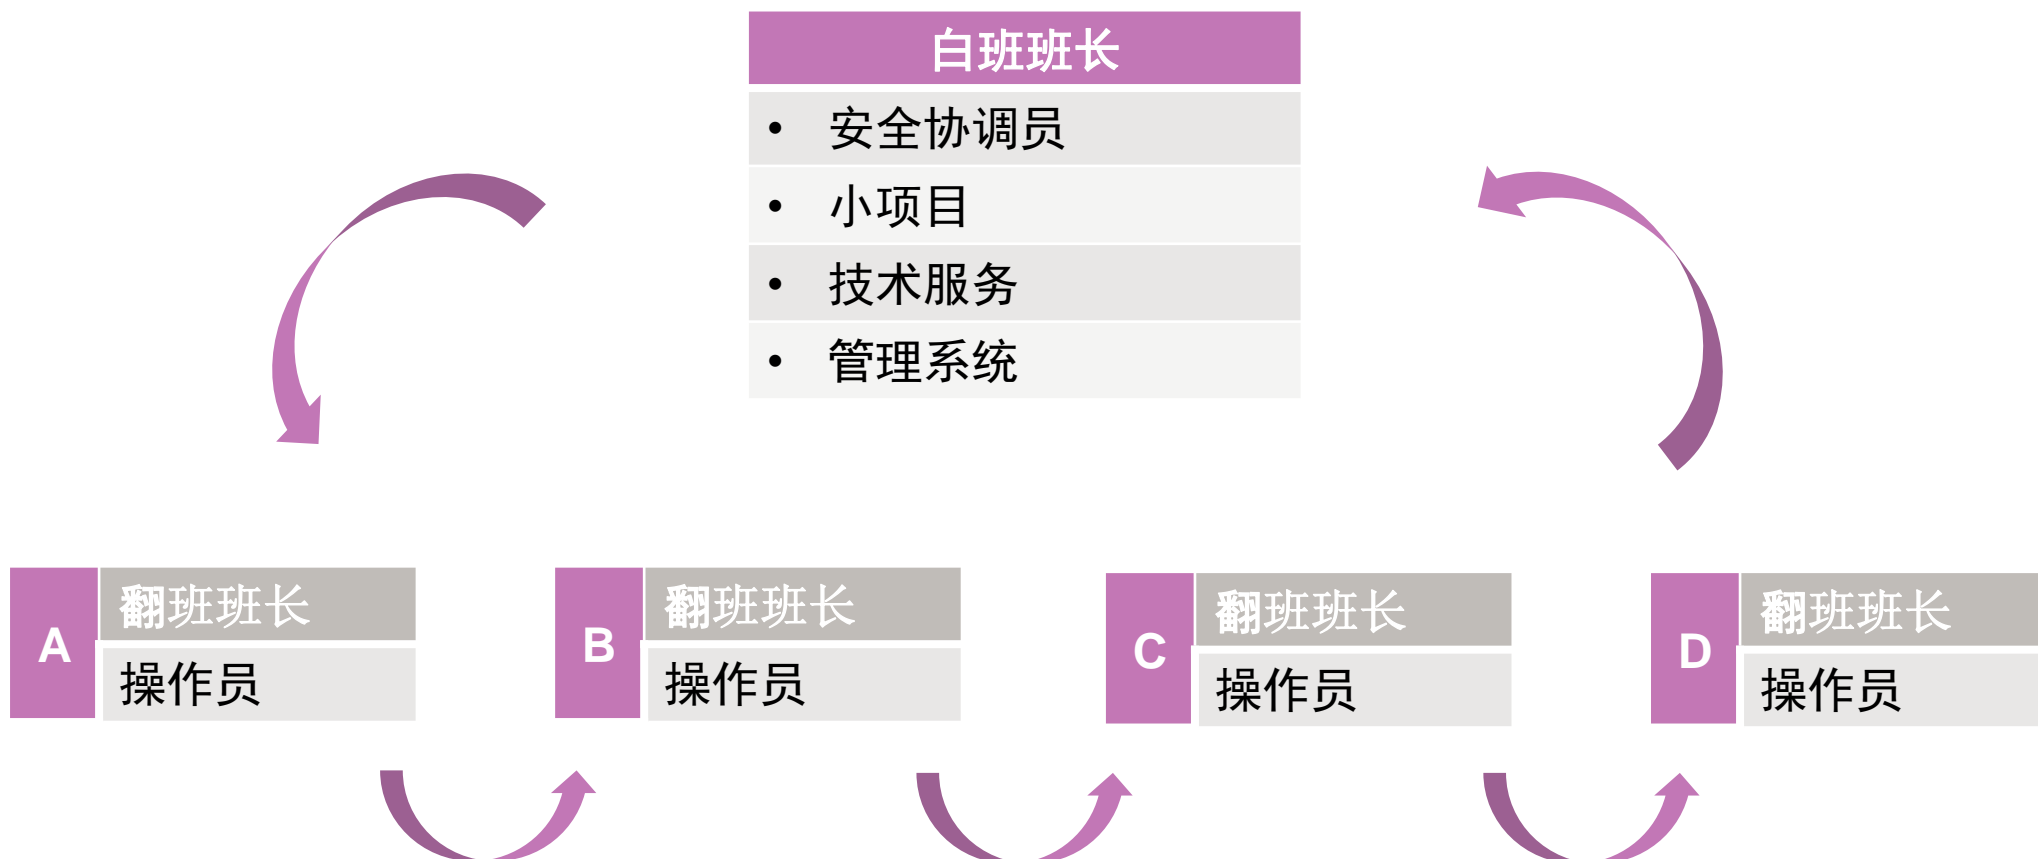 白班班长
• 安全协调员
• 小项目
• 技术服务
• 管理系统
A
翻班班长
操作员
B
翻班班长
操作员
C
翻班班长
操作员
D
翻班班长
操作员